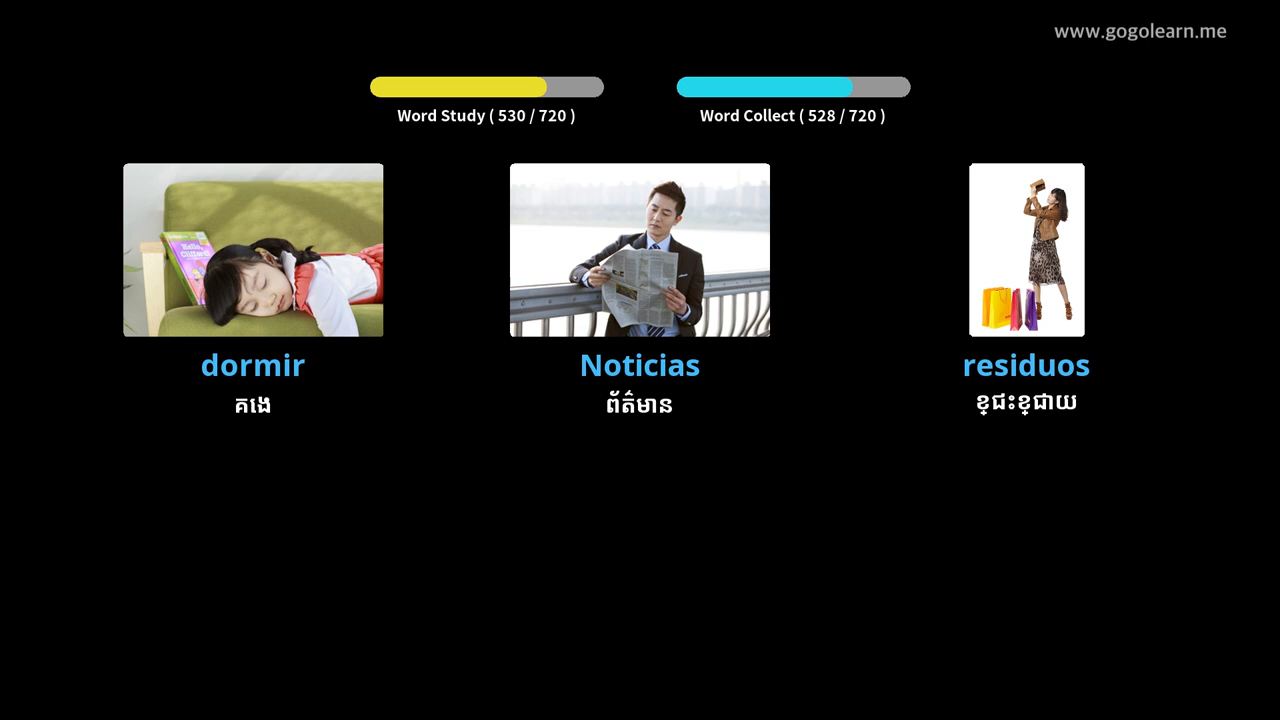 www.gogolearn.me
Word Study ( 530 / 720 )
Word Collect ( 528 / 720 )
dormir
គេង
Noticias
ព័ត៌មាន
residuos
ខ្ជះខ្ជាយ